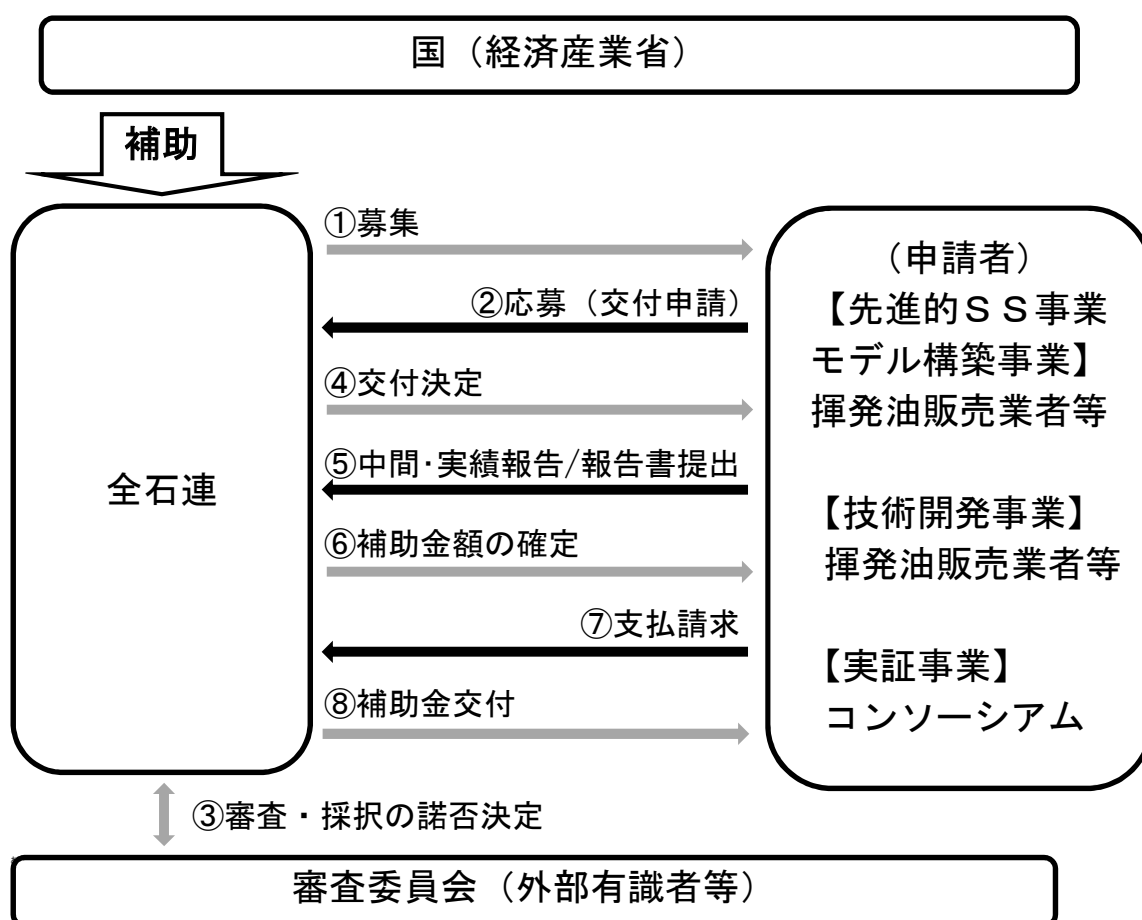 国（経済産業省）
補助
全石連
①募集
②応募（交付申請）
④交付決定
⑤中間･実績報告/報告書提出
⑥補助金額の確定
⑦支払請求
⑧補助金交付
（申請者）
【先進的ＳＳ事業
モデル構築事業】
揮発油販売業者等
【技術開発事業】
揮発油販売業者等
【実証事業】
コンソーシアム
③審査・採択の諾否決定
審査委員会（外部有識者等）